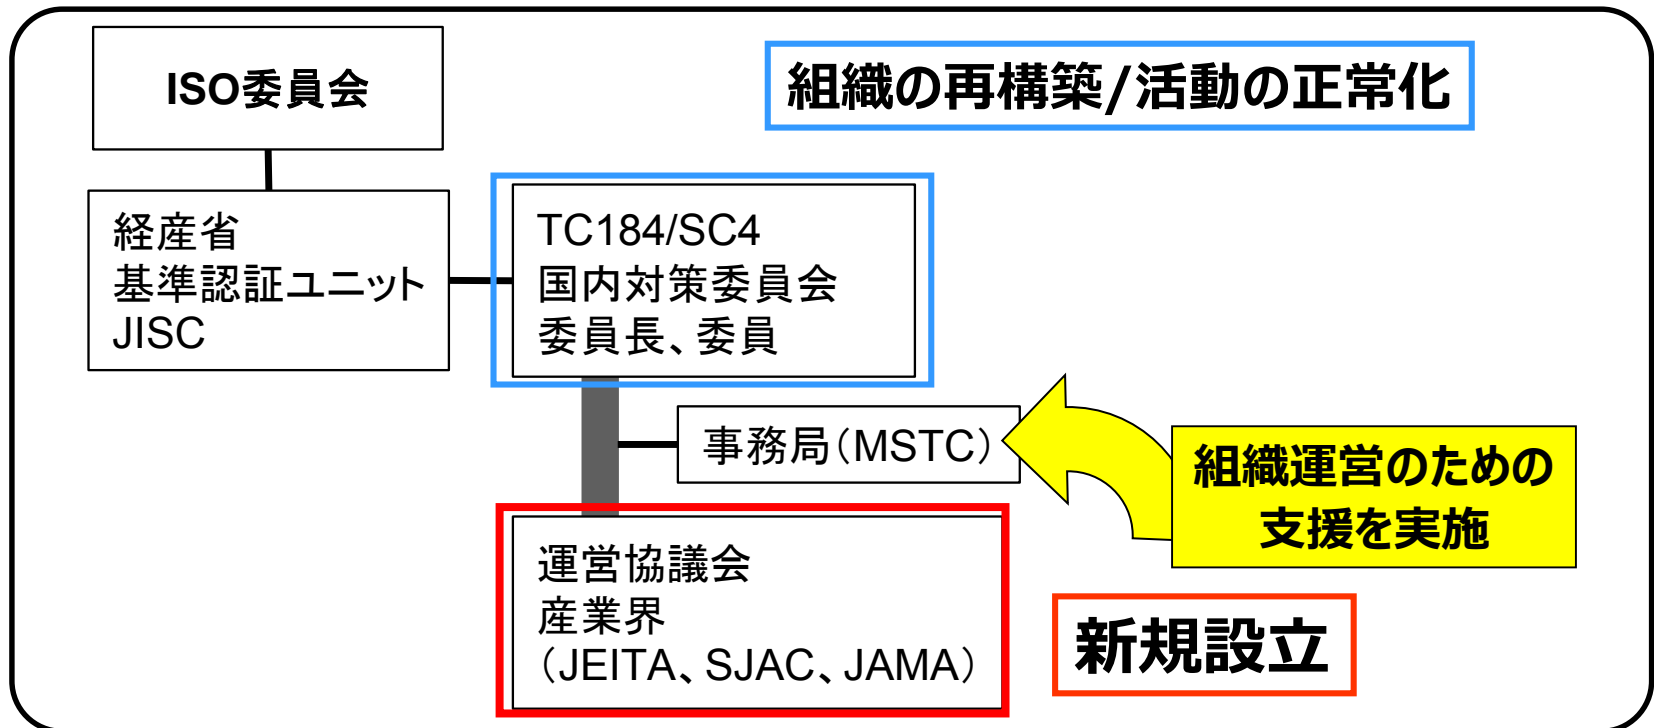 ISO委員会
組織の再構築/活動の正常化
経産省
基準認証ユニット
JISC
TC184/SC4
国内対策委員会
委員長、委員
事務局（MSTC）
組織運営のための
支援を実施
運営協議会
産業界
（JEITA、SJAC、JAMA）
新規設立